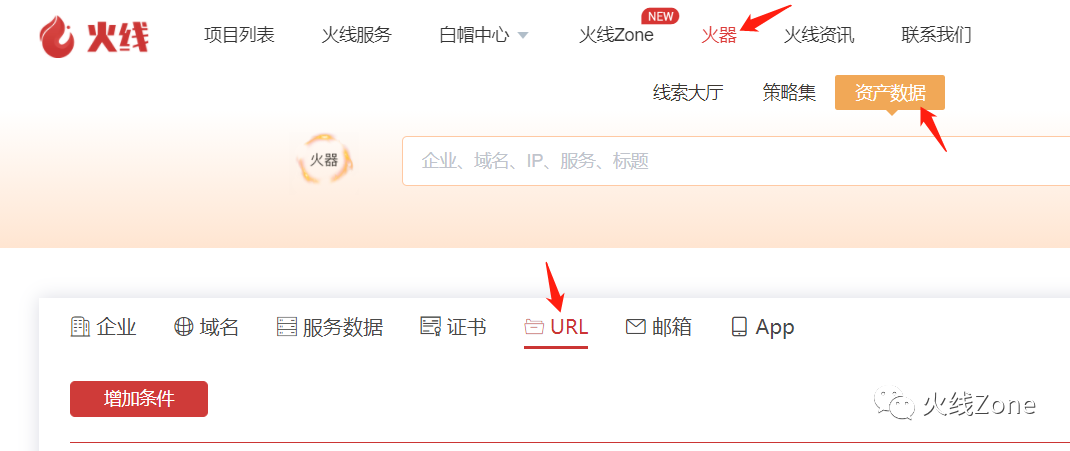 火线 项目列表 火线服务 白帽中心 火线Zone NEW 火器 火线资讯 联系我们
线索大厅 策略集 资产数据
火器 企业、域名、IP、服务、标题
企业 域名 服务数据 证书 URL 邮箱 App
增加条件
火线Zone